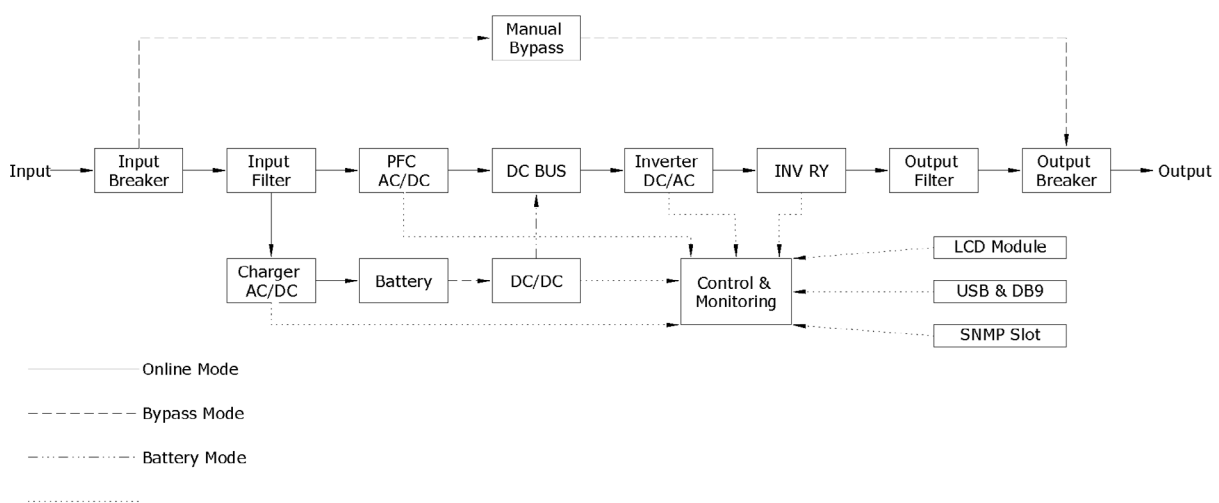 Manual
Bypass
Input
Input
Breaker
Input
Filter
PFC
AC/DC
DC BUS
Inverter
DC/AC
INV RY
Output
Filter
Output
Breaker
Output
Charger
AC/DC
Battery
DC/DC
Control &
Monitoring
LCD Module
USB & DB9
SNMP Slot
Online Mode
Bypass Mode
Battery Mode